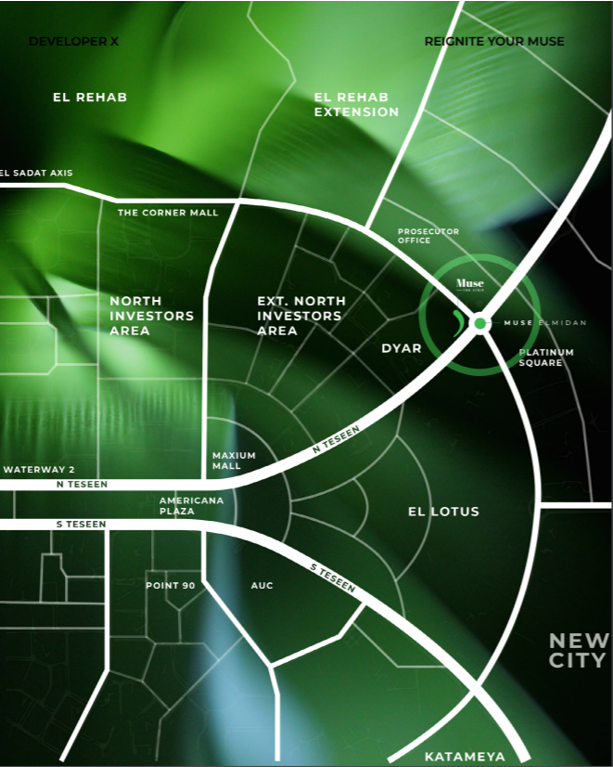 DEVELOPER X
REIGNITE YOUR MUSE
EL REHAB
EL REHAB
EXTENSION
EL SADAT AXIS
THE CORNER MALL
PROSECUTOR
OFFICE
Muse
NORTH
INVESTORS
AREA
EXT. NORTH
INVESTORS
AREA
MUSE ELMIDAN
DYAR
PLATINUM
SQUARE
N TESEEN
MAXIUM
MALL
WATERWAY 2
N TESEEN
AMERICANA
PLAZA
EL LOTUS
S TESEEN
S TESEEN
POINT 90
AUC
NEW
CITY
KATAMEYA